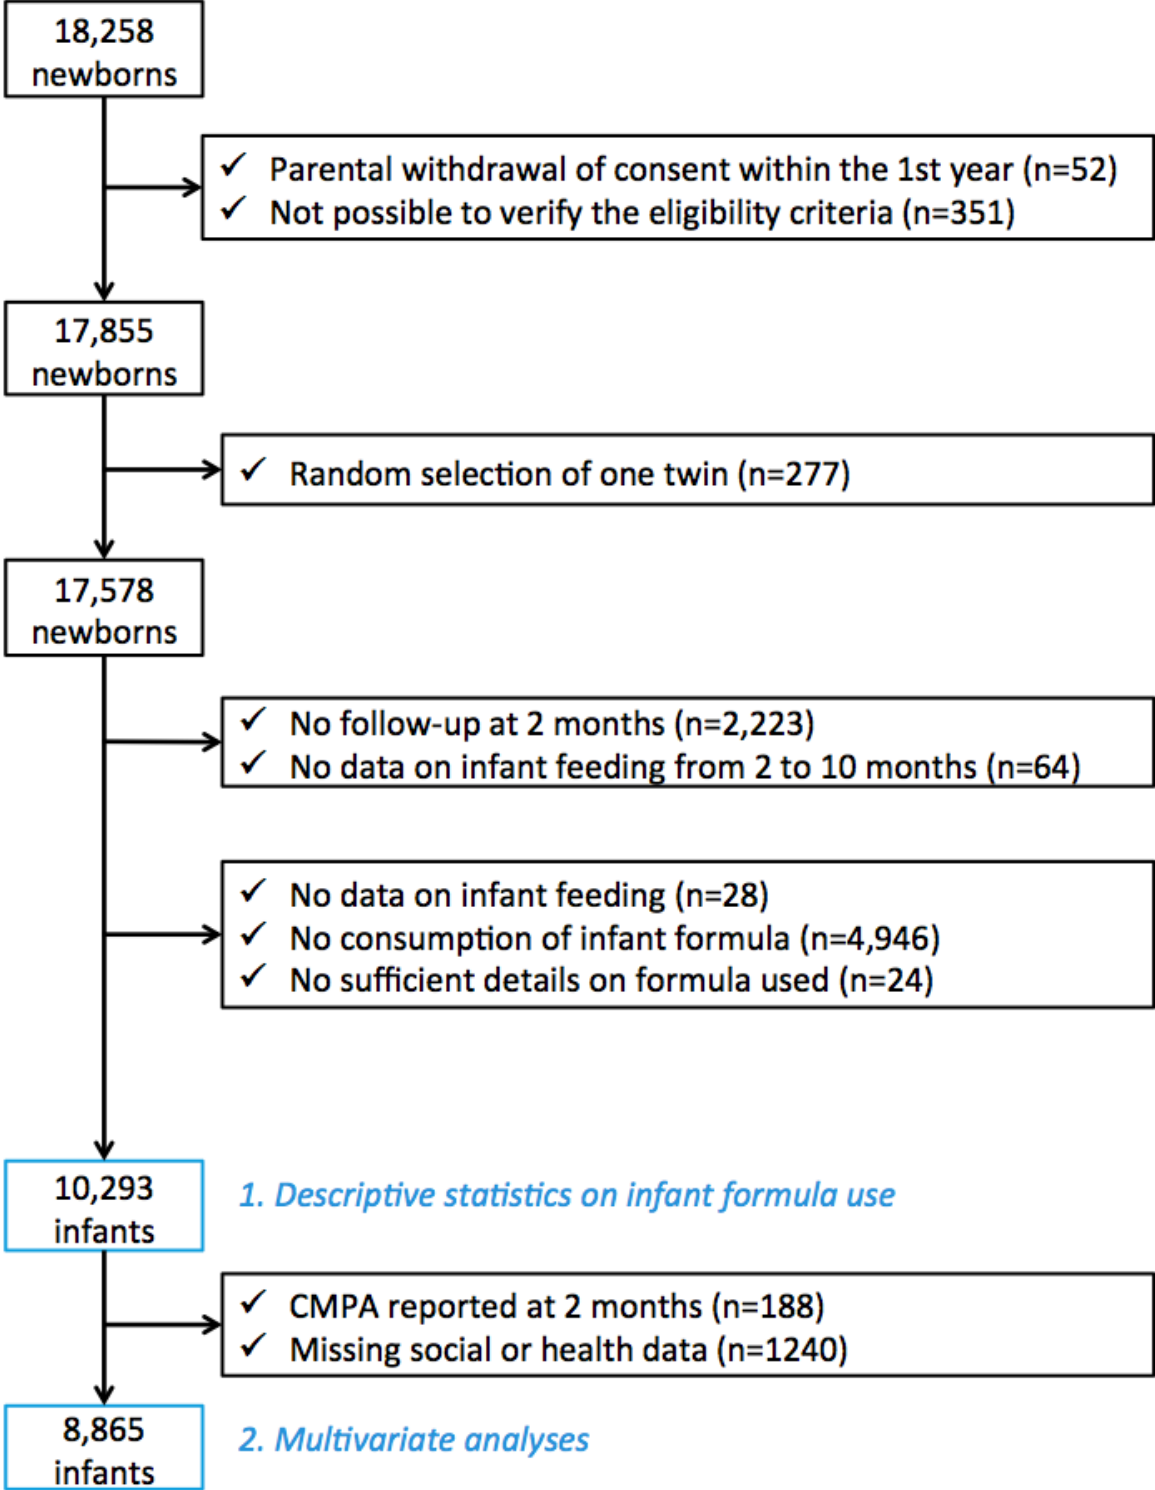 18,258
newborns
✓ Parental withdrawal of consent within the 1st year (n=52)
✓ Not possible to verify the eligibility criteria (n=351)
17,855
newborns
✓ Random selection of one twin (n=277)
17,578
newborns
✓ No follow-up at 2 months (n=2,223)
✓ No data on infant feeding from 2 to 10 months (n=64)
✓ No data on infant feeding (n=28)
✓ No consumption of infant formula (n=4,946)
✓ No sufficient details on formula used (n=24)
10,293
infants
1. Descriptive statistics on infant formula use
✓ CMPA reported at 2 months (n=188)
✓ Missing social or health data (n=1240)
8,865
infants
2. Multivariate analyses